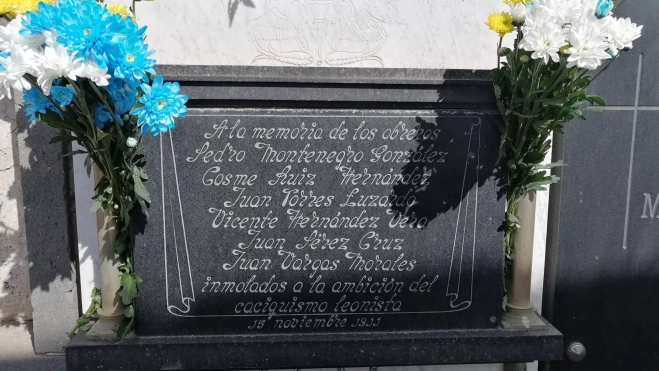 A la memoria de los obreros
Pedro Montenegro González
Cosme Ruiz Hernández
Juan Torres Luzardo
Vicente Hernández Vera
Juan Pérez Cruz
Juan Vargas Morales
inmolados a la ambición del
caciquismo leonista
15 noviembre 1911
M